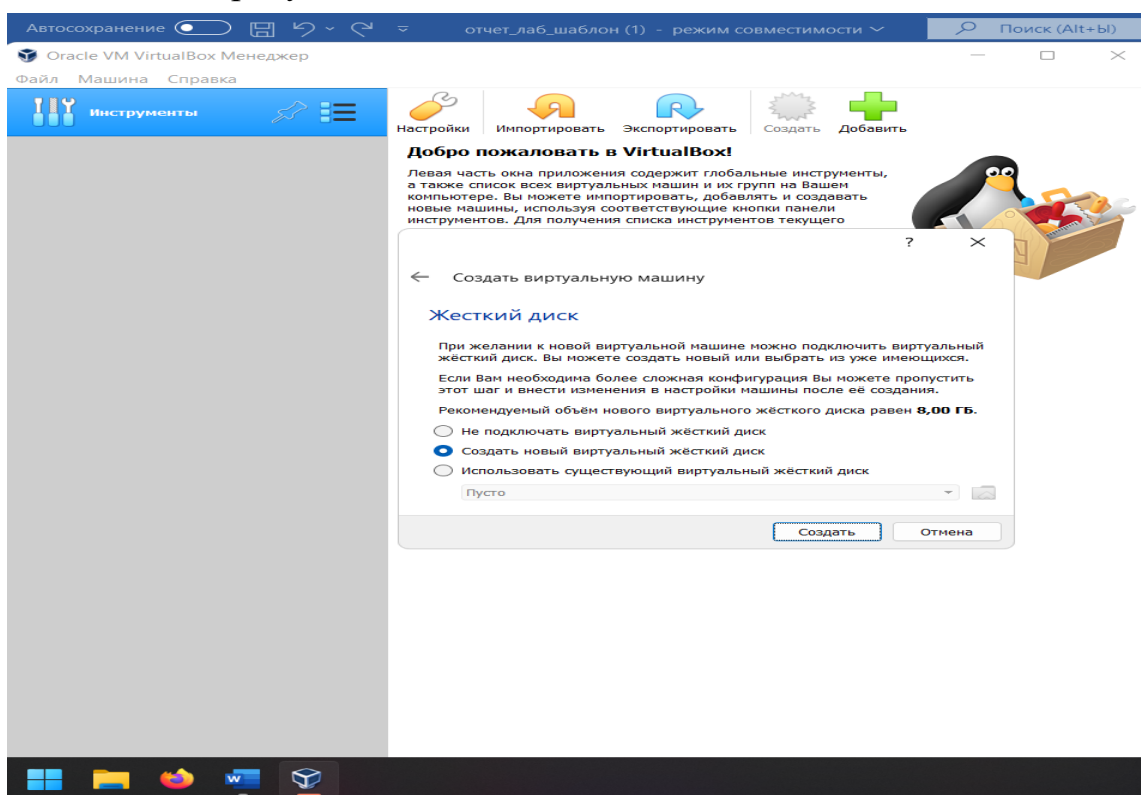 Автосохранение
отчет_лаб_шаблон (1) - режим совместимости
Поиск (Alt+Ы)
Oracle VM VirtualBox Менеджер
Файл Машина Справка
Инструменты
Настройки Импортировать Экспортировать Создать Добавить
Добро пожаловать в VirtualBox!
Левая часть окна приложения содержит глобальные инструменты,
а также список всех виртуальных машин и их групп на Вашем
компьютере. Вы можете импортировать, добавлять и создавать
новые машины, используя соответствующие кнопки панели
инструментов. Для получения списка инструментов текущего
?
Создать виртуальную машину
Жесткий диск
При желании к новой виртуальной машине можно подключить виртуальный
жёсткий диск. Вы можете создать новый или выбрать из уже имеющихся.
Если Вам необходима более сложная конфигурация Вы можете пропустить
этот шаг и внести изменения в настройки машины после её создания.
Рекомендуемый объём нового виртуального жёсткого диска равен 8,00 ГБ.
Не подключать виртуальный жёсткий диск
Создать новый виртуальный жёсткий диск
Использовать существующий виртуальный жёсткий диск
Пусто
Создать Отмена